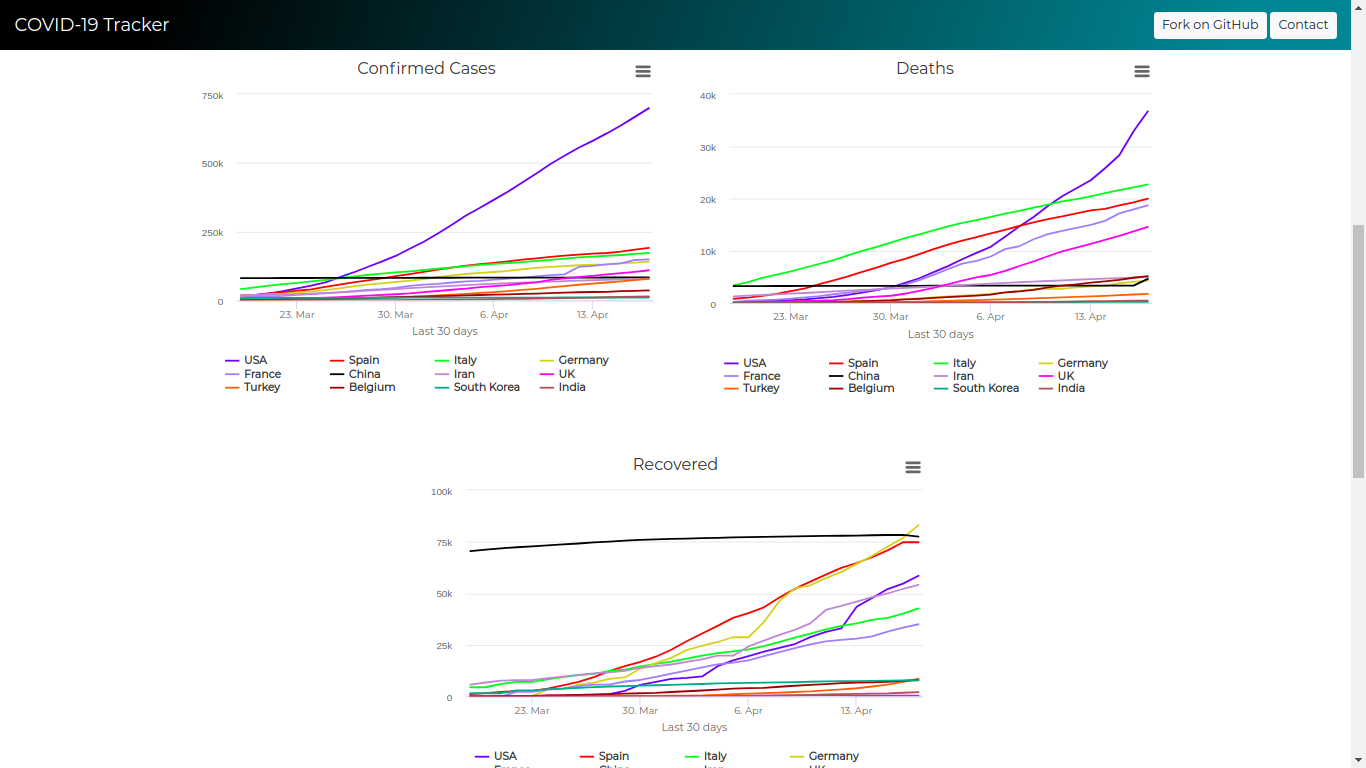 COVID-19 Tracker
Fork on GitHub Contact
Confirmed Cases
750k
500k
250k
0
23. Mar 30. Mar 6. Apr 13. Apr
Last 30 days
USA Spain Italy Germany
France China Iran UK
Turkey Belgium South Korea India
Deaths
40k
30k
20k
10k
0
23. Mar 30. Mar 6. Apr 13. Apr
Last 30 days
USA Spain Italy Germany
France China Iran UK
Turkey Belgium South Korea India
Recovered
100k
75k
50k
25k
0
23. Mar 30. Mar 6. Apr 13. Apr
Last 30 days
USA Spain Italy Germany